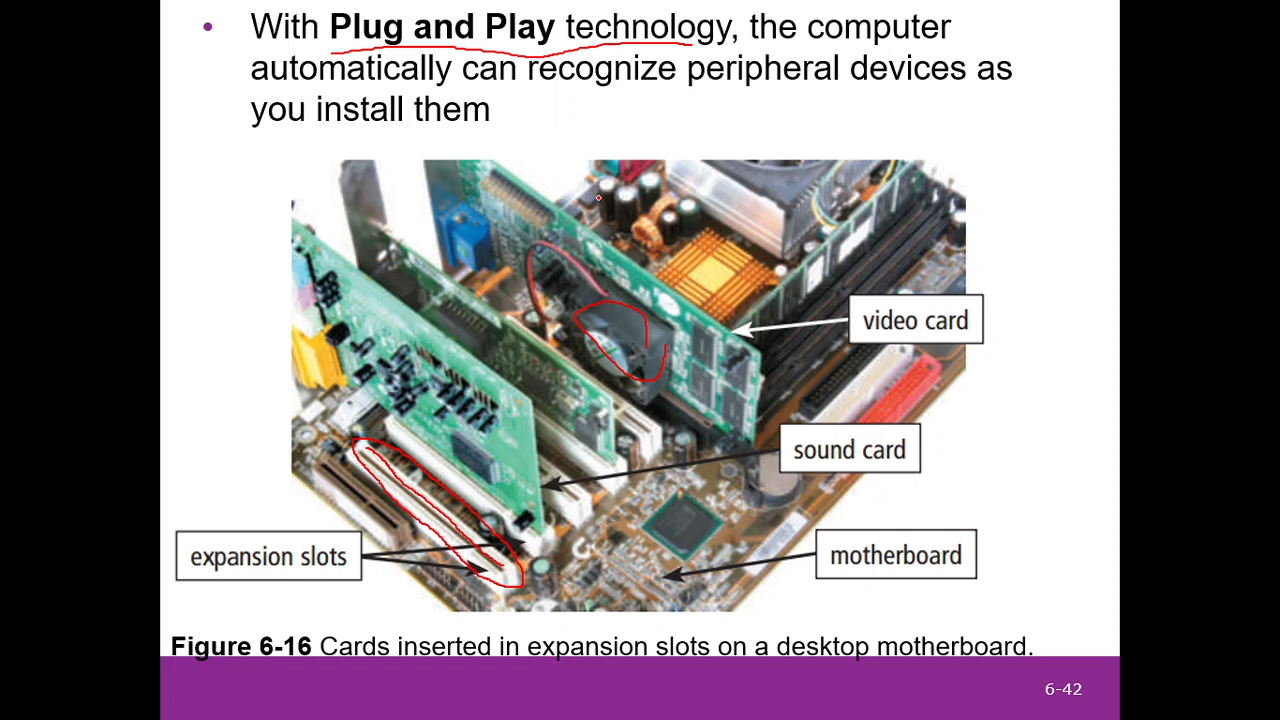 • With Plug and Play technology, the computer
automatically can recognize peripheral devices as
you install them
video card
sound card
expansion slots
motherboard
Figure 6-16 Cards inserted in expansion slots on a desktop motherboard.
6-42